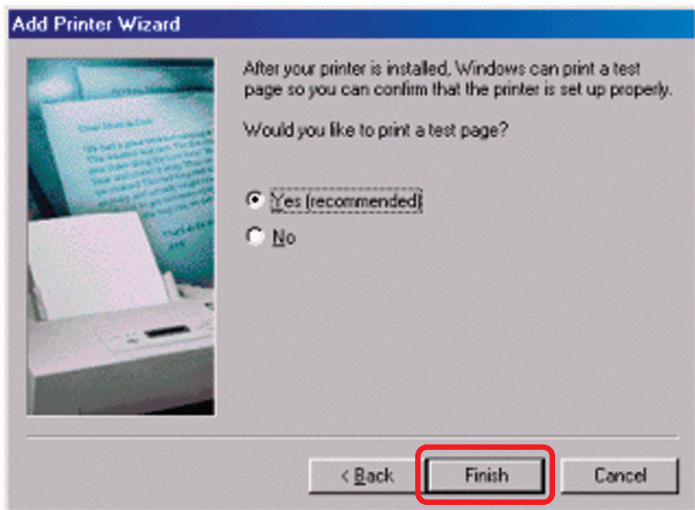 Add Printer Wizard
After your printer is installed, Windows can print a test
page so you can confirm that the printer is set up properly.
Would you like to print a test page?
Yes (recommended)
No
< Back
Finish
Cancel